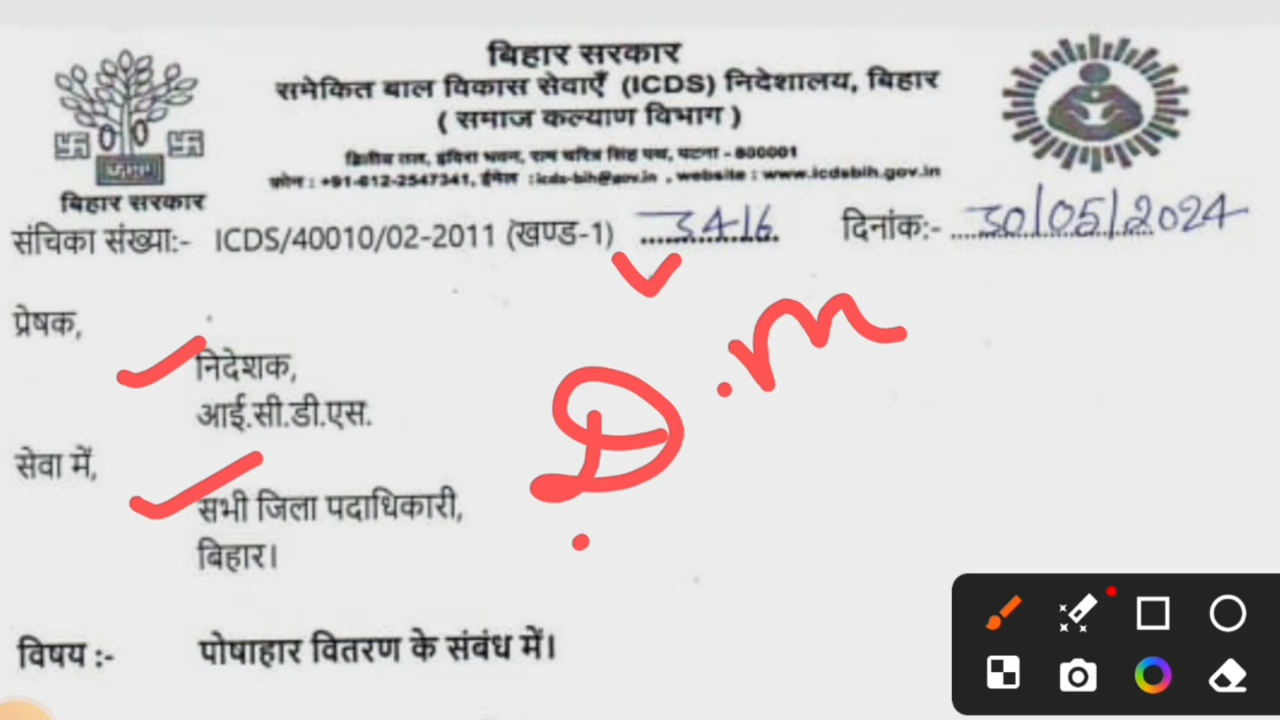 बिहार सरकार
समेकित बाल विकास सेवाएँ (ICDS) निदेशालय, बिहार
( समाज कल्याण विभाग )
द्वितीय तल, इंदिरा भवन, राम चरित्र सिंह पथ, पटना - 800001
फ़ोन : +91-612-2547341, ईमेल :icds-bih@gov.in , website : www.icdsbih.gov.in
बिहार सरकार
संचिका संख्या:- ICDS/40010/02-2011 (खण्ड-1) 3416 दिनांक:- 30/05/2024
प्रेषक,
निदेशक,
आई.सी.डी.एस.
D.m
सेवा में,
सभी जिला पदाधिकारी,
बिहार।
विषय :- पोषाहार वितरण के संबंध में।